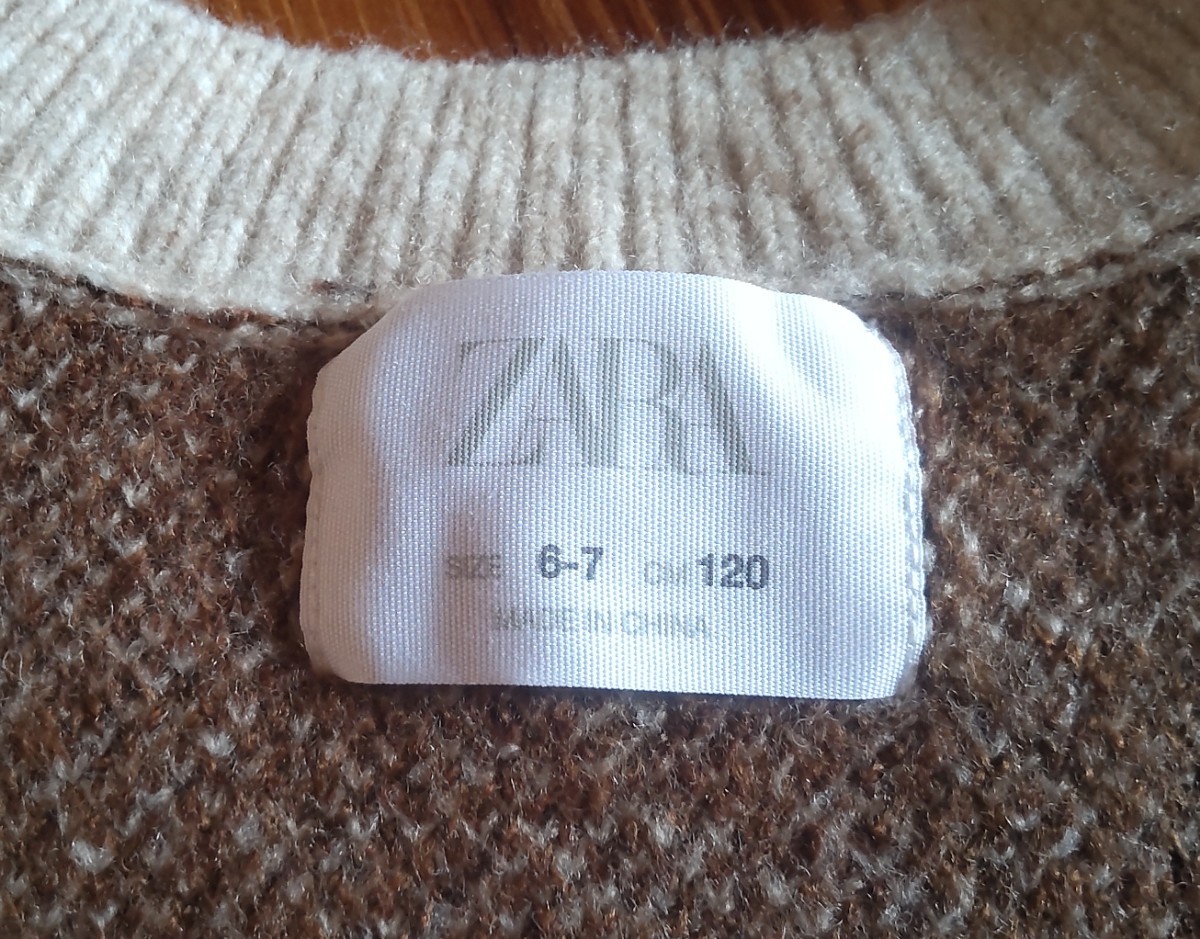 ZARA
SIZE 6-7 CM 120
MADE IN CHINA